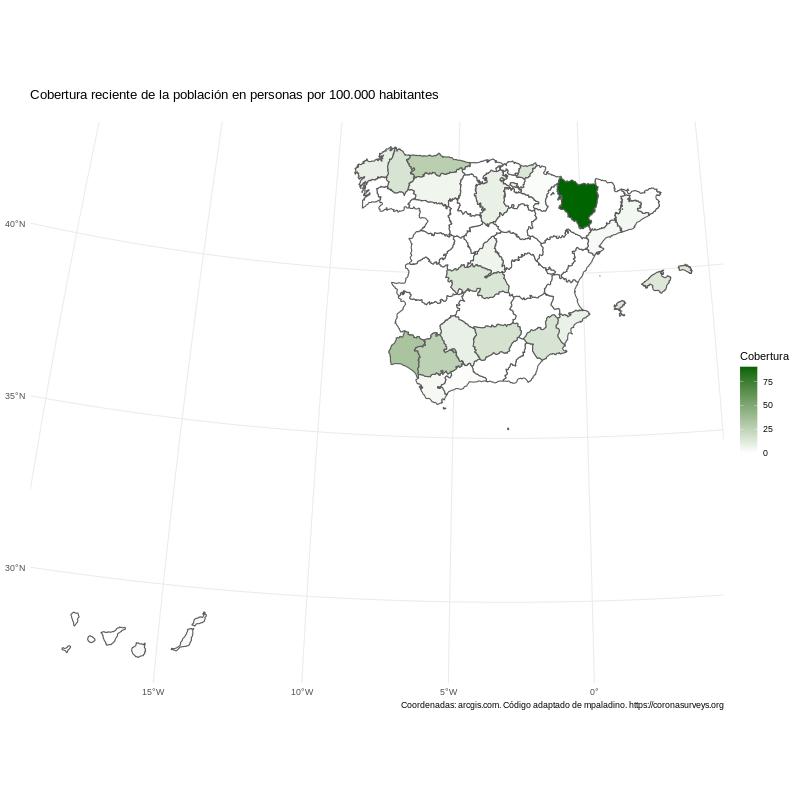 Cobertura reciente de la población en personas por 100.000 habitantes
40°N
35°N
30°N
15°W
10°W
5°W
0°
Cobertura
75
50
25
0
Coordenadas: arcgis.com. Código adaptado de mpaladino. https://coronasurveys.org